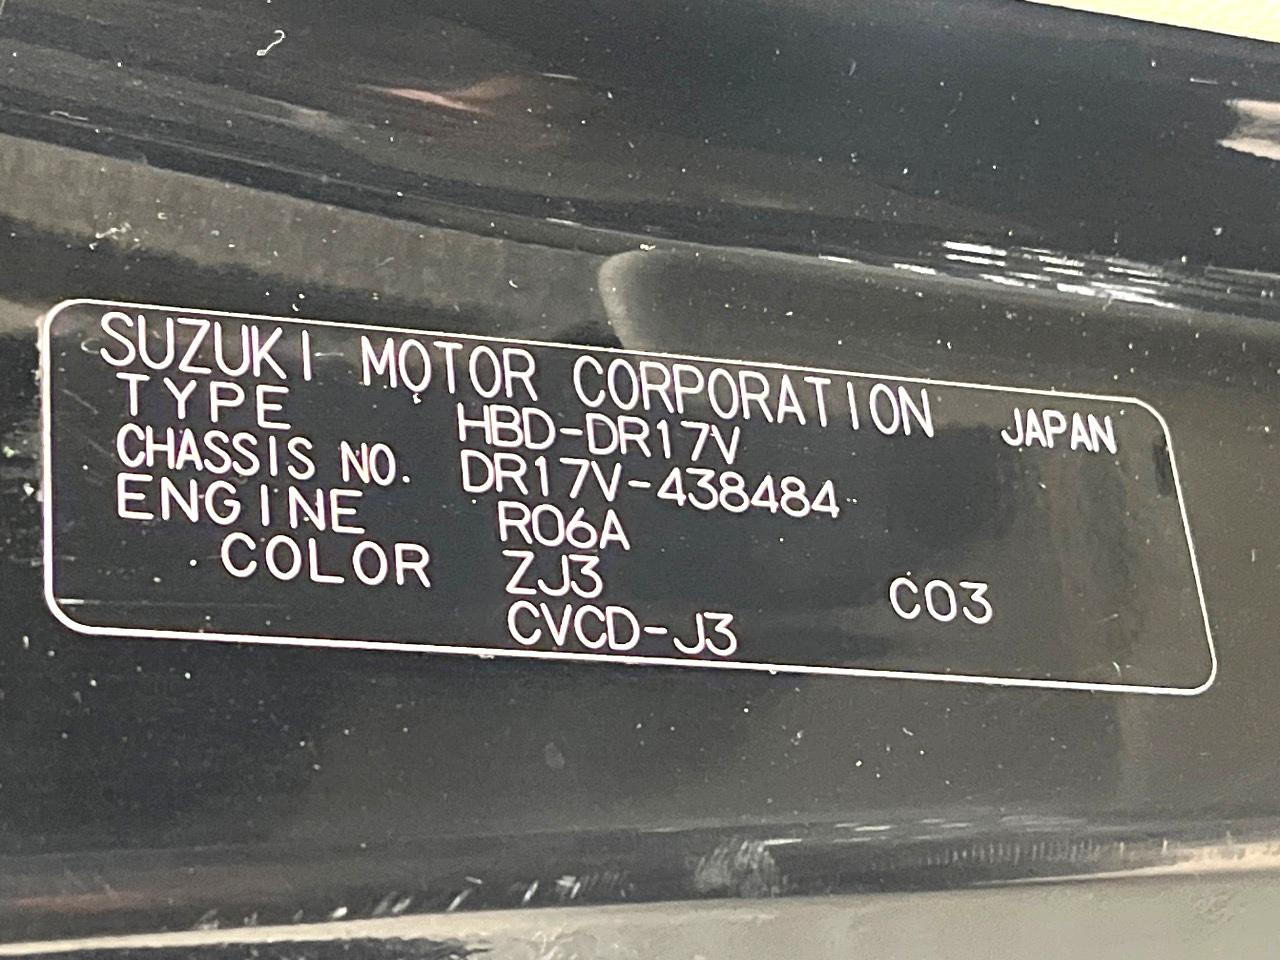 SUZUKI MOTOR CORPORATION JAPAN
TYPE HBD-DR17V
CHASSIS NO. DR17V-438484
ENGINE R06A
COLOR ZJ3 C03
CVCD-J3